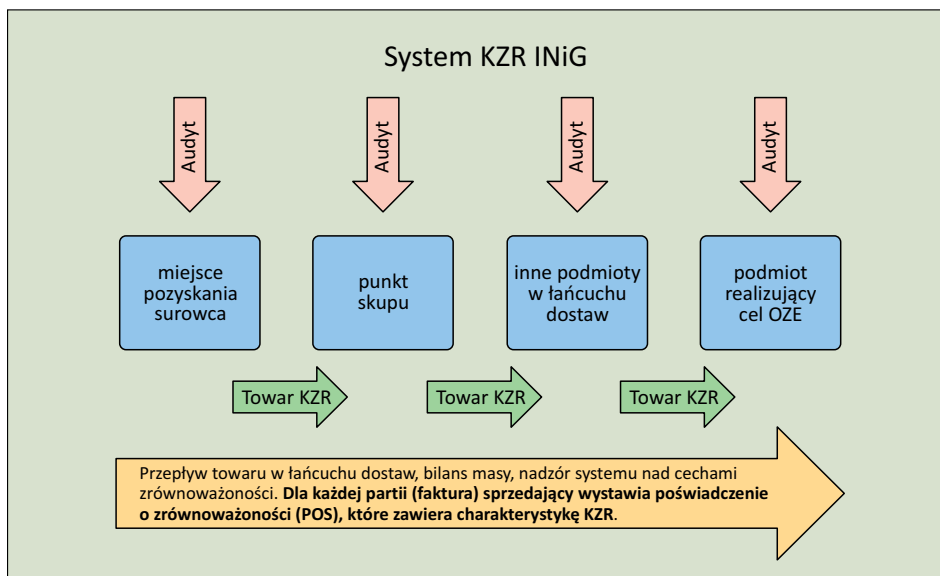 System KZR INiG
Audyt
Audyt
Audyt
Audyt
miejsce
pozyskania
surowca
punkt
skupu
inne podmioty
w łańcuchu
dostaw
podmiot
realizujący
cel OZE
Towar KZR
Towar KZR
Towar KZR
Przepływ towaru w łańcuchu dostaw, bilans masy, nadzór systemu nad cechami
zrównoważoności. Dla każdej partii (faktura) sprzedający wystawia poświadczenie
o zrównoważoności (POS), które zawiera charakterystykę KZR.